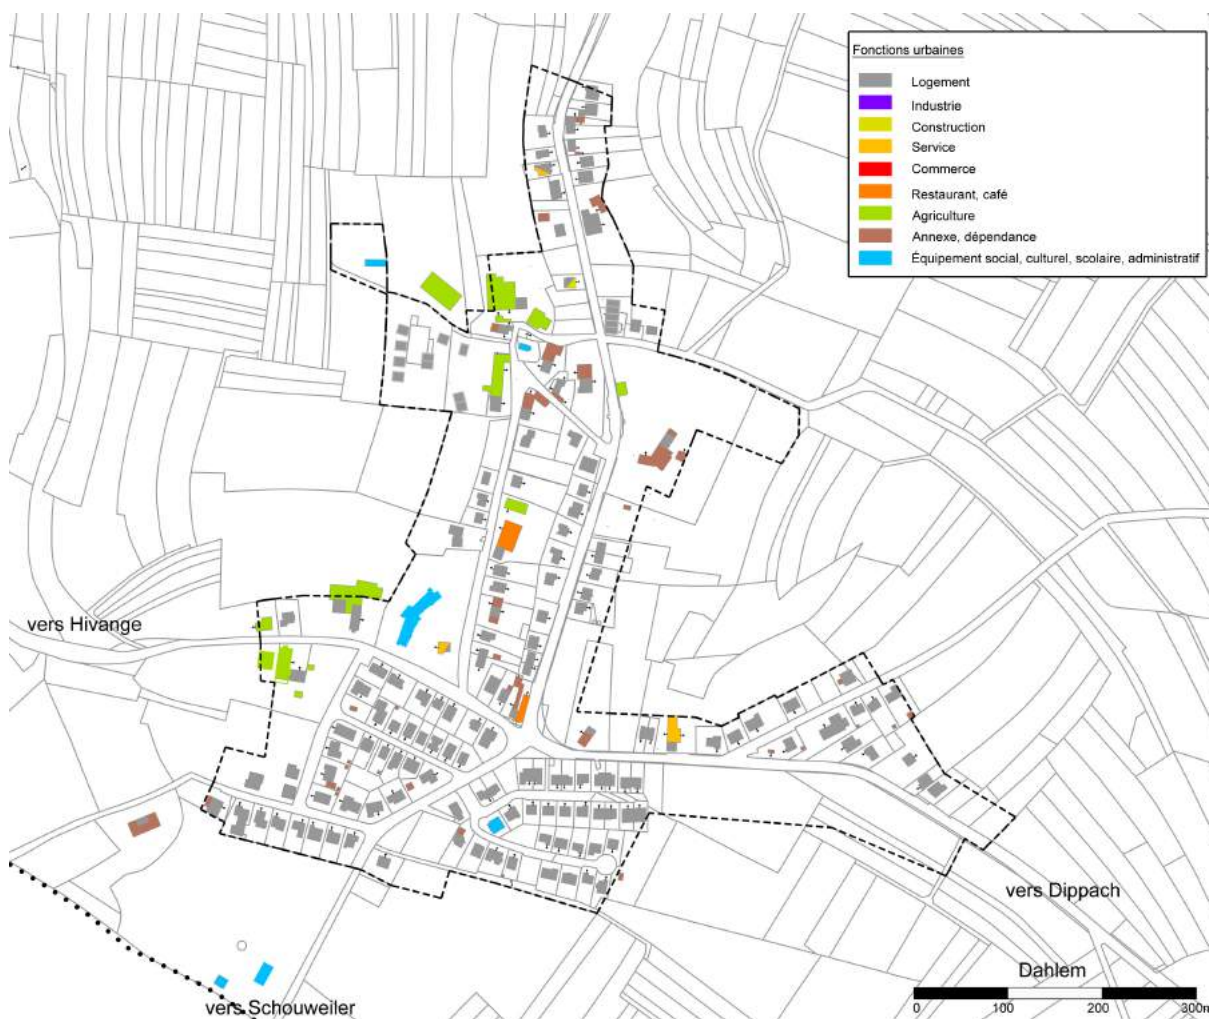 Fonctions urbaines
Logement
Industrie
Construction
Service
Commerce
Restaurant, café
Agriculture
Annexe, dépendance
Équipement social, culturel, scolaire, administratif
vers Hivange
vers Dippach
Dahlem
0 100 200 300m
vers Schouweiler